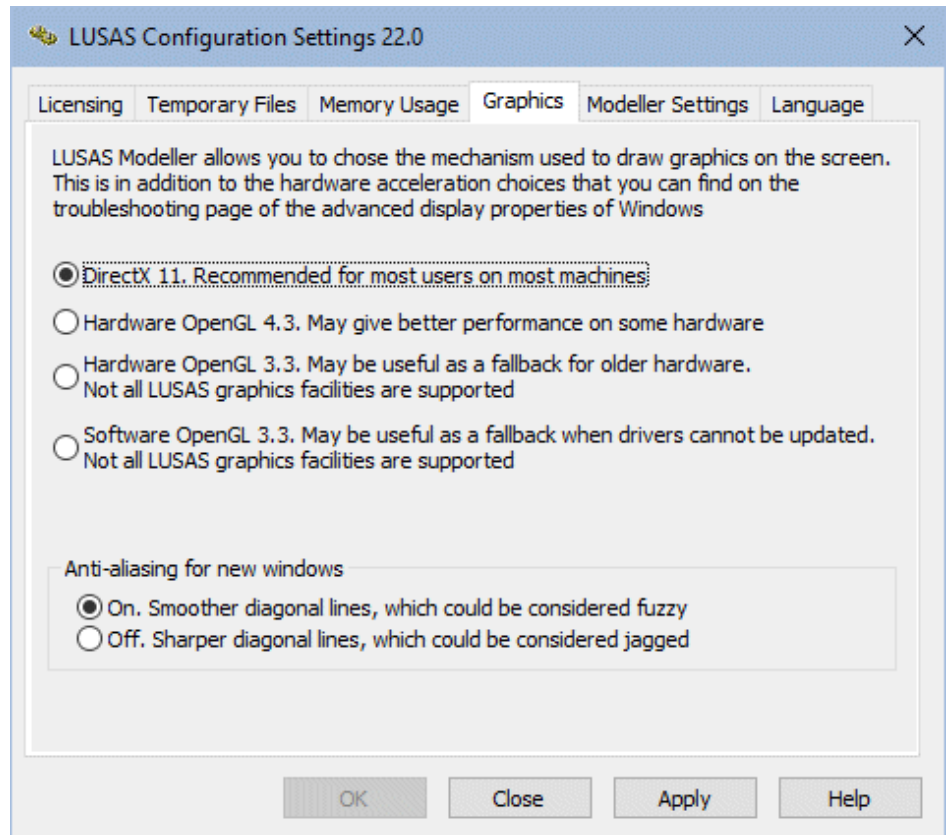 LUSAS Configuration Settings 22.0
Licensing Temporary Files Memory Usage Graphics Modeller Settings Language
LUSAS Modeller allows you to chose the mechanism used to draw graphics on the screen.
This is in addition to the hardware acceleration choices that you can find on the
troubleshooting page of the advanced display properties of Windows
DirectX 11. Recommended for most users on most machines
Hardware OpenGL 4.3. May give better performance on some hardware
Hardware OpenGL 3.3. May be useful as a fallback for older hardware.
Not all LUSAS graphics facilities are supported
Software OpenGL 3.3. May be useful as a fallback when drivers cannot be updated.
Not all LUSAS graphics facilities are supported
Anti-aliasing for new windows
On. Smoother diagonal lines, which could be considered fuzzy
Off. Sharper diagonal lines, which could be considered jagged
OK Close Apply Help